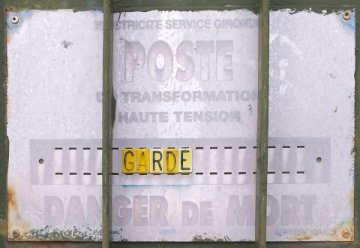 ELECTRICITE SERVICE GIRONDE
POSTE
DE TRANSFORMATION
HAUTE TENSION
GARDE
DANGER DE MORT